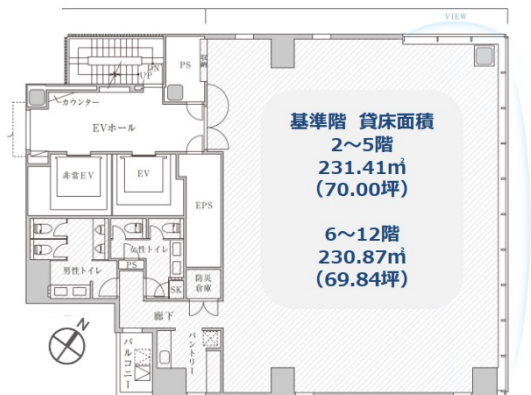 VIEW
DN
UP
PS
収納
カウンター
EVホール
基準階 貸床面積
2～5階
231.41㎡
（70.00坪）
6～12階
230.87㎡
（69.84坪）
非常EV
EV
EPS
女性トイレ
男性トイレ
PS
SK
防災
倉庫
廊下
パントリー
バルコニー
N